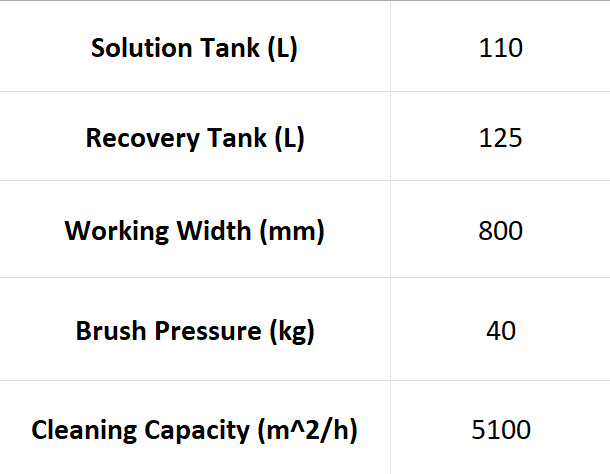 Solution Tank (L) 110
Recovery Tank (L) 125
Working Width (mm) 800
Brush Pressure (kg) 40
Cleaning Capacity (m^2/h) 5100